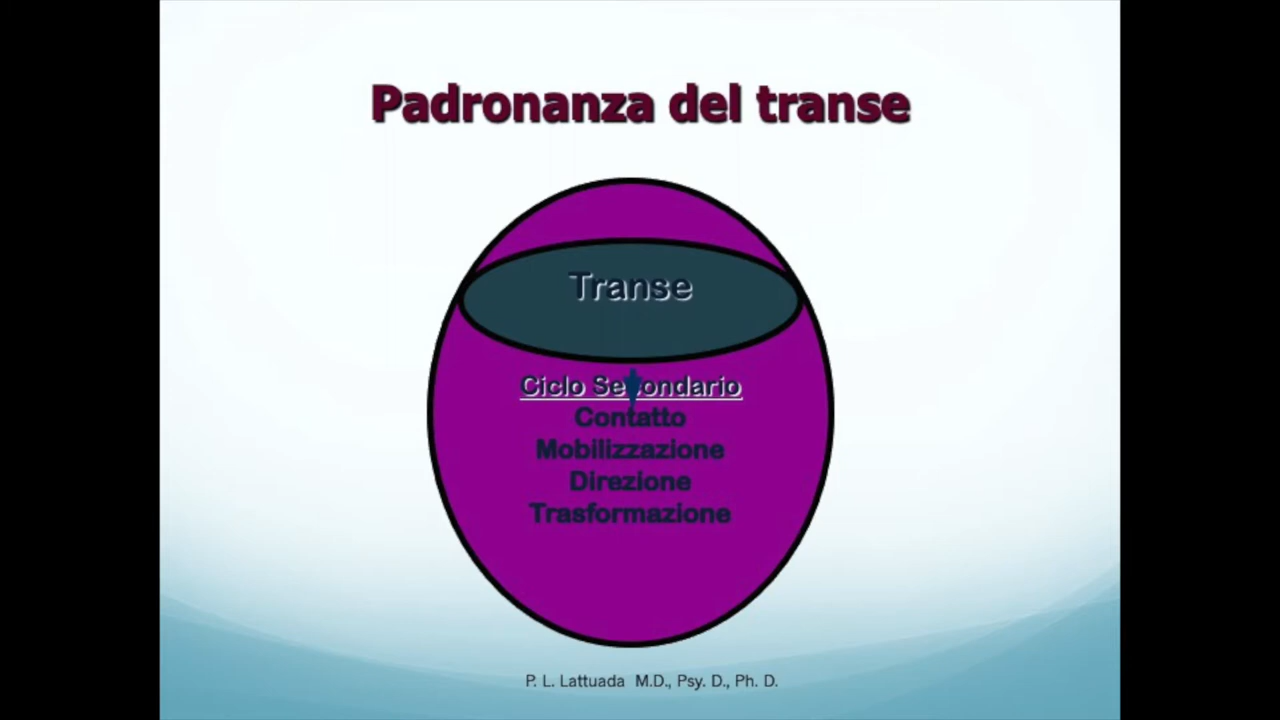 Padronanza del transe
Transe
Ciclo Secondario
Contatto
Mobilizzazione
Direzione
Trasformazione
P. L. Lattuada  M.D., Psy. D., Ph. D.